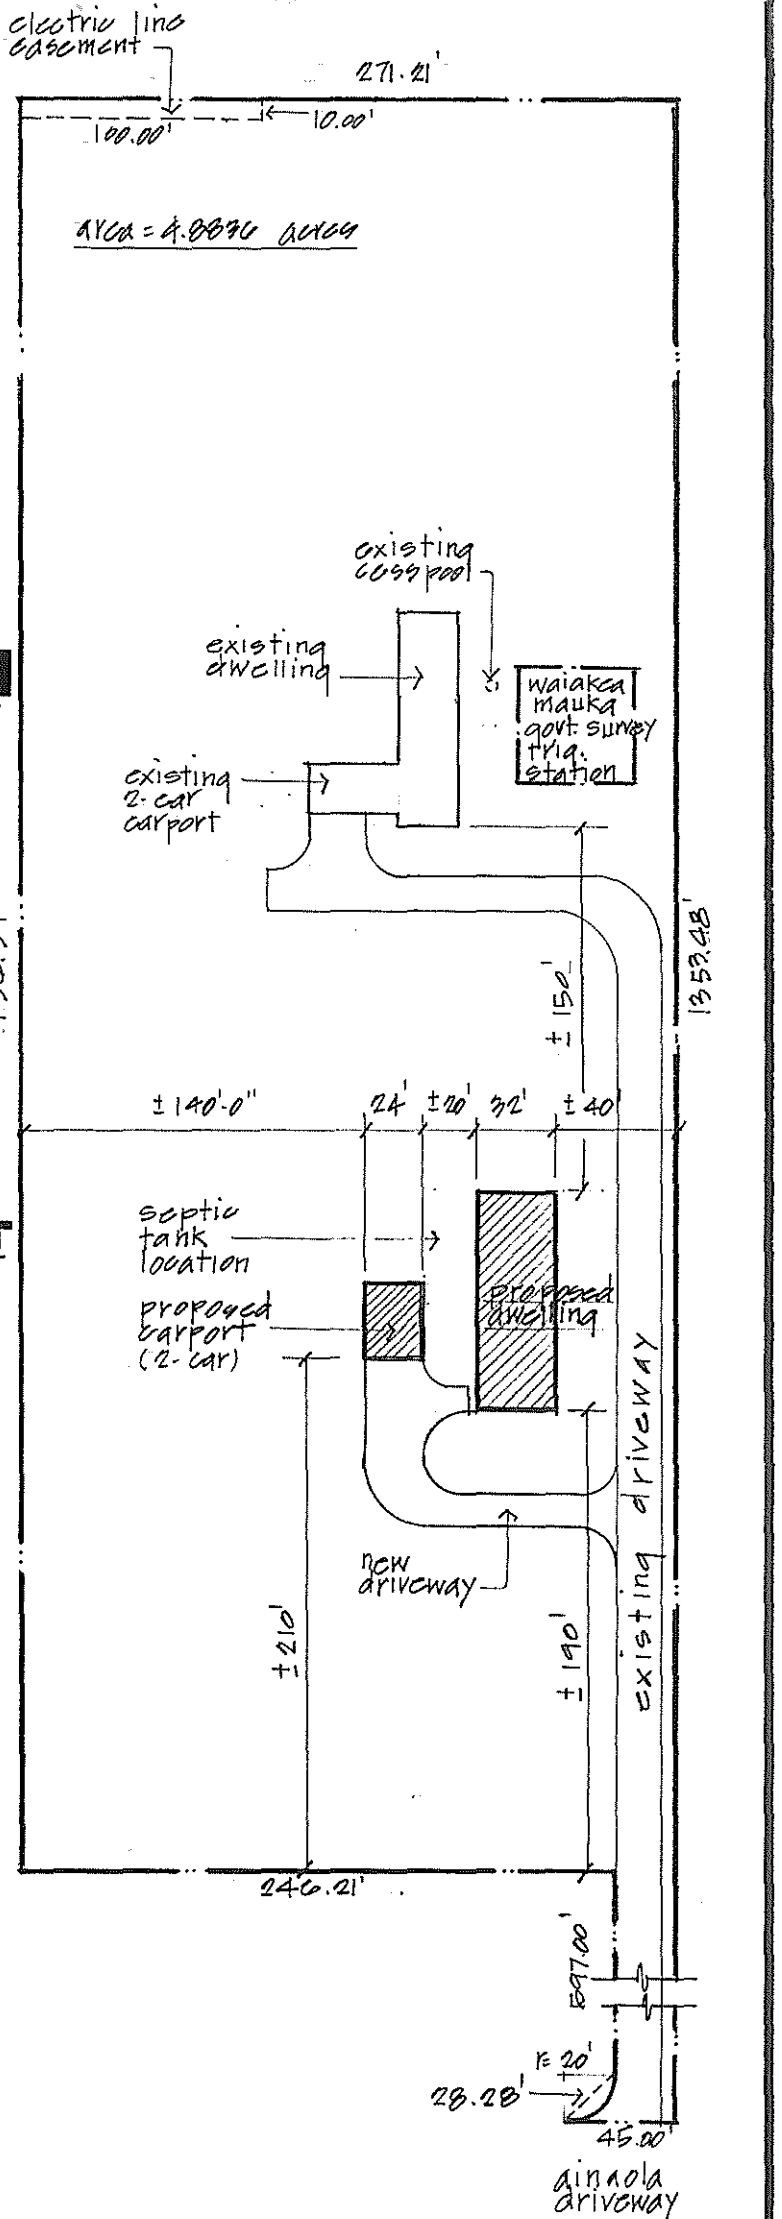 electric line
easement
271.21'
100.00'
10.00'
area = 4.8836 acres
existing
cesspool
existing
dwelling
waiakea
mauka
govt. survey
trig.
station
existing
2-car
carport
1353.48'
± 150'
± 140'-0"
24'
± 20'
32'
± 40'
septic
tank
location
proposed
carport
(2-car)
proposed
dwelling
existing driveway
new
driveway
± 210'
± 190'
246.21'
597.00'
r= 20'
28.28'
45.00'
ainaola
driveway